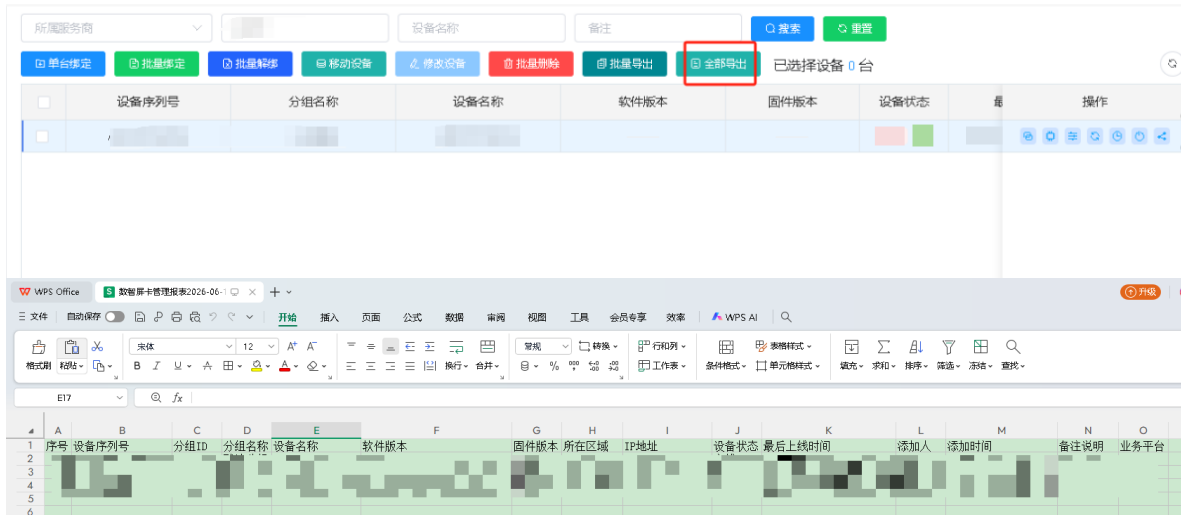 所属服务商 设备名称 备注 搜索 重置
单台绑定 批量绑定 批量解绑 移动设备 修改设备 批量删除 批量导出 全部导出 已选择设备 0 台
设备序列号 分组名称 设备名称 软件版本 固件版本 设备状态 操作
WPS Office 数智屏卡管理报表2026-06-1 升级
文件 自动保存 开始 插入 页面 公式 数据 审阅 视图 工具 会员专享 效率 WPS AI
宋体 12 A⁺ A⁻ 常规 转换 行和列 表格样式
格式刷 粘贴 B I U A A 换行 合并 % 工作表 条件格式 单元格样式 填充 求和 排序 筛选 冻结 查找
E17 fx
A B C D E F G H I J K L M N O
1 序号 设备序列号 分组ID 分组名称 设备名称 软件版本 固件版本 所在区域 IP地址 设备状态 最后上线时间 添加人 添加时间 备注说明 业务平台
2
3
4
5
6